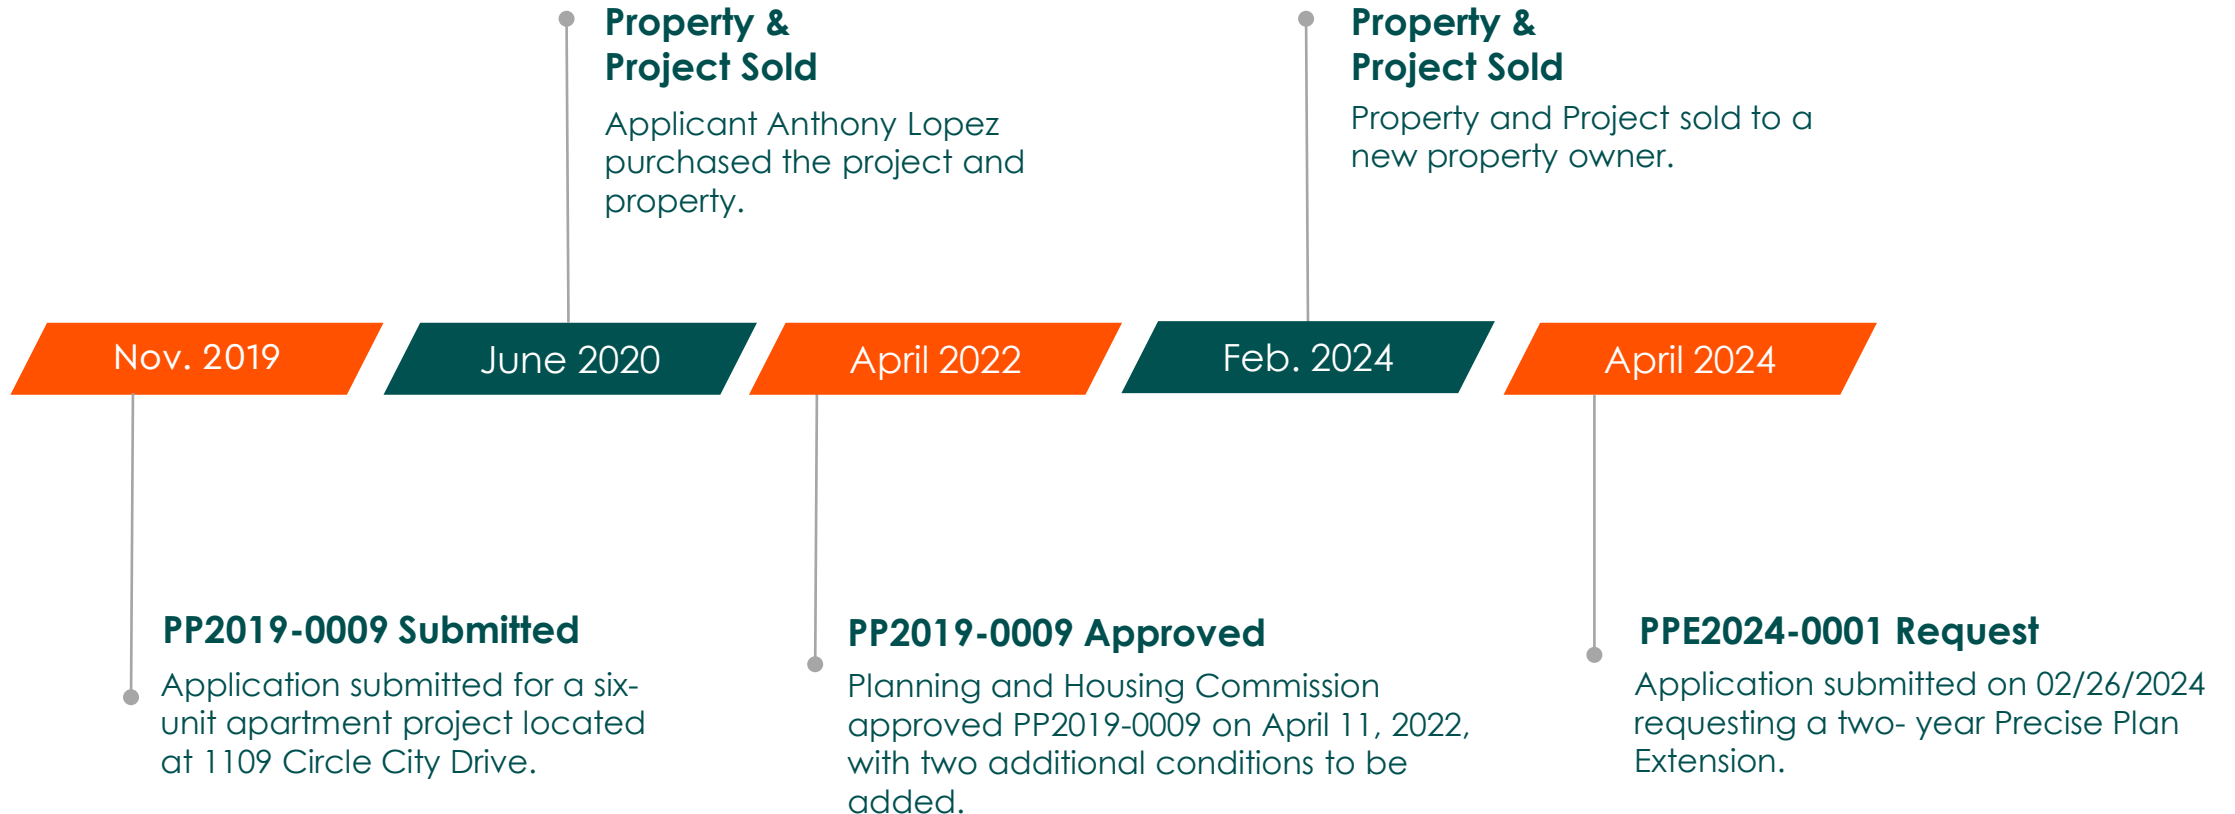 Property &
Project Sold
Applicant Anthony Lopez
purchased the project and
property.
Property &
Project Sold
Property and Project sold to a
new property owner.
Nov. 2019
June 2020
April 2022
Feb. 2024
April 2024
PP2019-0009 Submitted
Application submitted for a six-
unit apartment project located
at 1109 Circle City Drive.
PP2019-0009 Approved
Planning and Housing Commission
approved PP2019-0009 on April 11, 2022,
with two additional conditions to be
added.
PPE2024-0001 Request
Application submitted on 02/26/2024
requesting a two- year Precise Plan
Extension.